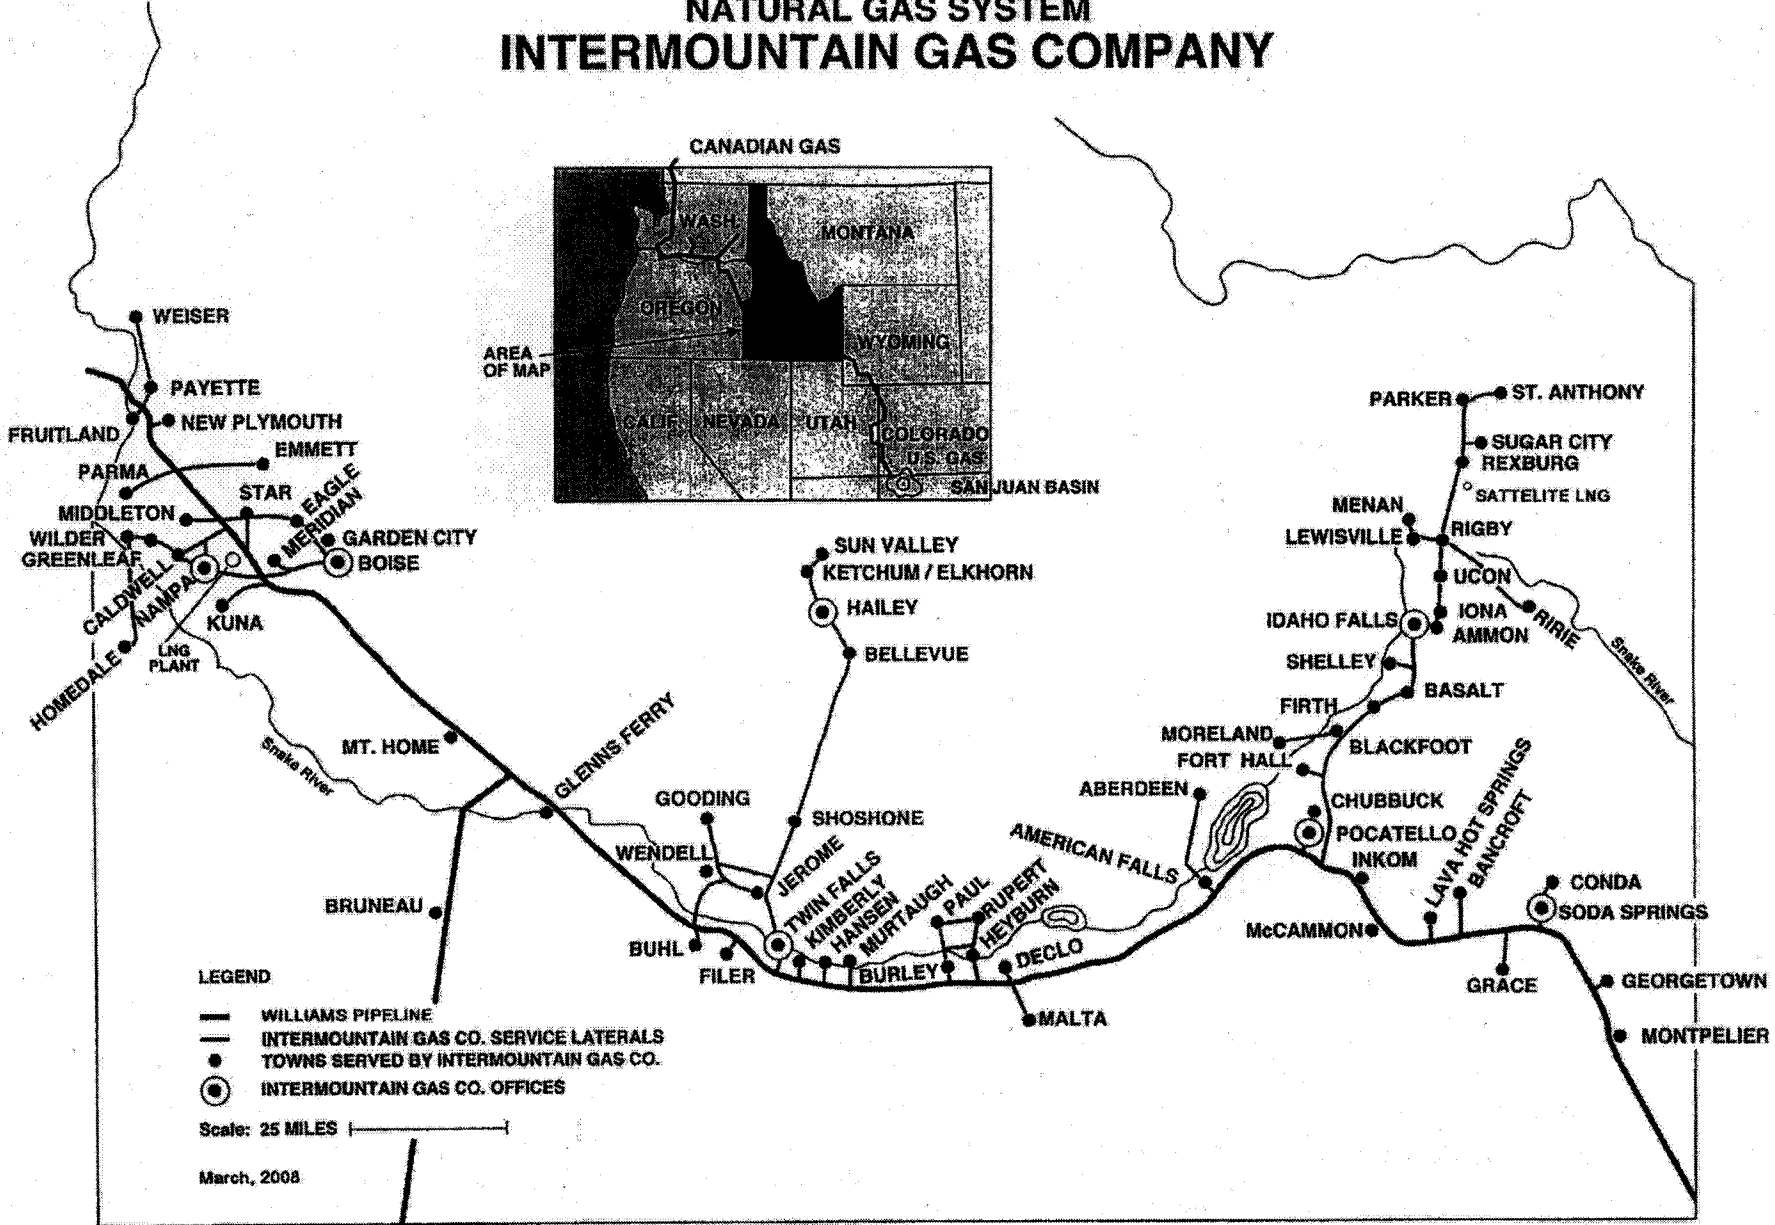 NATURAL GAS SYSTEM
INTERMOUNTAIN GAS COMPANY
CANADIAN GAS
WASH.
MONTANA
OREGON
WYOMING
AREA
OF MAP
CALIF.
NEVADA
UTAH
COLORADO
U.S. GAS
SAN JUAN BASIN
WEISER
PAYETTE
NEW PLYMOUTH
FRUITLAND
EMMETT
PARMA
STAR
EAGLE
MERIDIAN
MIDDLETON
WILDER
GREENLEAF
GARDEN CITY
BOISE
CALDWELL
NAMPA
KUNA
LNG
PLANT
HOMEDALE
Snake River
MT. HOME
GLENNS FERRY
BRUNEAU
SUN VALLEY
KETCHUM / ELKHORN
HAILEY
BELLEVUE
GOODING
SHOSHONE
WENDELL
JEROME
TWIN FALLS
KIMBERLY
HANSEN
MURTAUGH
PAUL
RUPERT
HEYBURN
BUHL
FILER
BURLEY
DECLO
MALTA
PARKER
ST. ANTHONY
SUGAR CITY
REXBURG
SATTELITE LNG
MENAN
LEWISVILLE
RIGBY
UCON
IDAHO FALLS
IONA
AMMON
RIRIE
Snake River
SHELLEY
BASALT
FIRTH
MORELAND
BLACKFOOT
FORT HALL
ABERDEEN
CHUBBUCK
AMERICAN FALLS
POCATELLO
INKOM
LAVA HOT SPRINGS
BANCROFT
CONDA
SODA SPRINGS
McCAMMON
GRACE
GEORGETOWN
MONTPELIER
LEGEND
WILLIAMS PIPELINE
INTERMOUNTAIN GAS CO. SERVICE LATERALS
TOWNS SERVED BY INTERMOUNTAIN GAS CO.
INTERMOUNTAIN GAS CO. OFFICES
Scale: 25 MILES
March, 2008